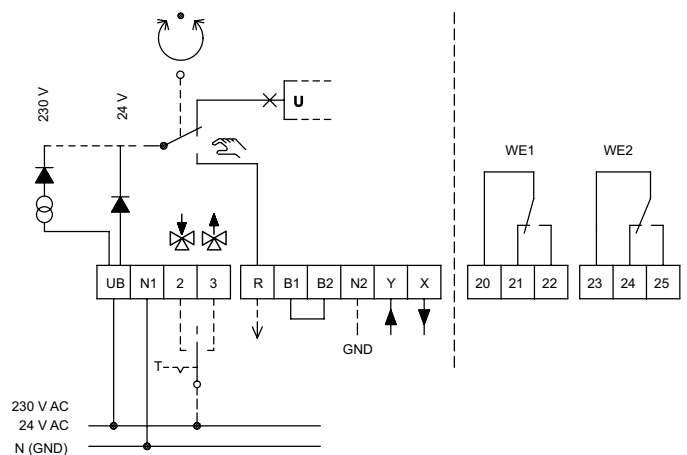 230 V
24 V
U
WE1
WE2
UB N1 2 3 R B1 B2 N2 Y X 20 21 22 23 24 25
GND
T
230 V AC
24 V AC
N (GND)